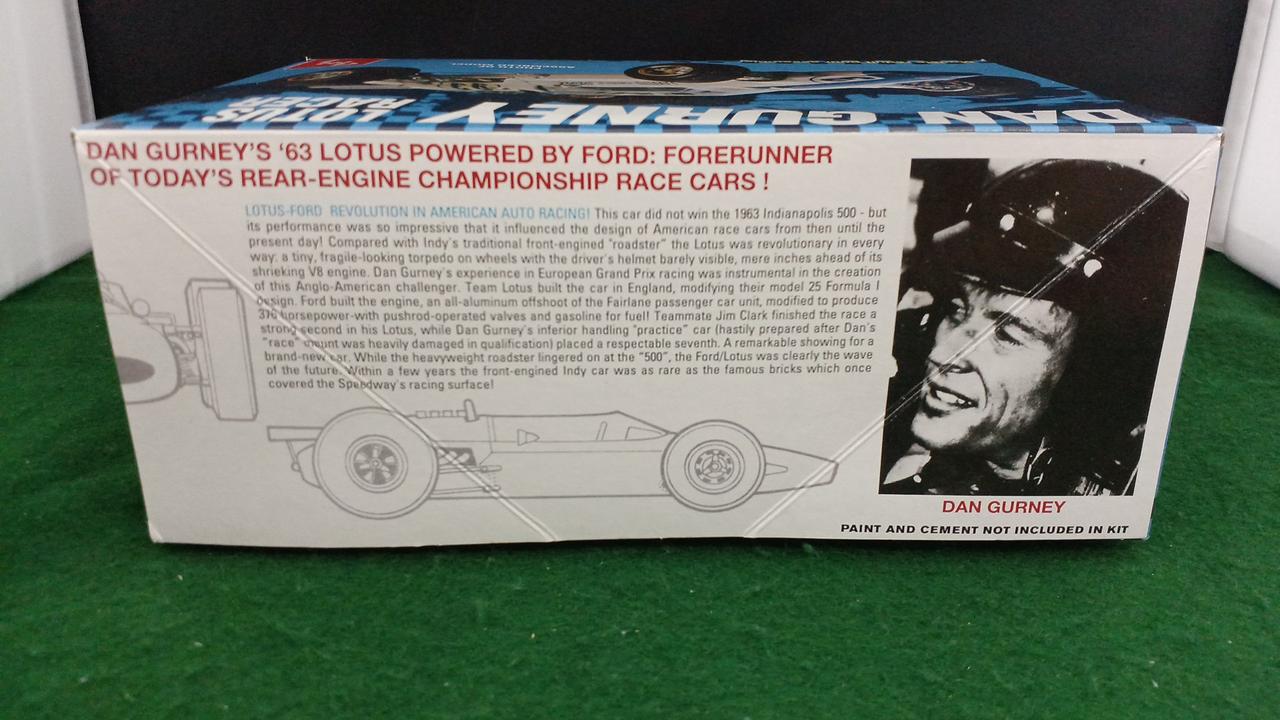 amt
DAN GURNEY
LOTUS
RACER
DAN GURNEY'S '63 LOTUS POWERED BY FORD: FORERUNNER
OF TODAY'S REAR-ENGINE CHAMPIONSHIP RACE CARS !
LOTUS-FORD REVOLUTION IN AMERICAN AUTO RACING! This car did not win the 1963 Indianapolis 500 - but
its performance was so impressive that it influenced the design of American race cars from then until the
present day! Compared with Indy's traditional front-engined "roadster" the Lotus was revolutionary in every
way: a tiny, fragile-looking torpedo on wheels with the driver's helmet barely visible, mere inches ahead of its
shrieking V8 engine. Dan Gurney's experience in European Grand Prix racing was instrumental in the creation
of this Anglo-American challenger. Team Lotus built the car in England, modifying their model 25 Formula I
design. Ford built the engine, an all-aluminum offshoot of the Fairlane passenger car unit, modified to produce
376 horsepower-with pushrod-operated valves and gasoline for fuel! Teammate Jim Clark finished the race a
strong second in his Lotus, while Dan Gurney's inferior handling "practice" car (hastily prepared after Dan's
"race" mount was heavily damaged in qualification) placed a respectable seventh. A remarkable showing for a
brand-new car. While the heavyweight roadster lingered on at the "500", the Ford/Lotus was clearly the wave
of the future. Within a few years the front-engined Indy car was as rare as the famous bricks which once
covered the Speedway's racing surface!
DAN GURNEY
PAINT AND CEMENT NOT INCLUDED IN KIT